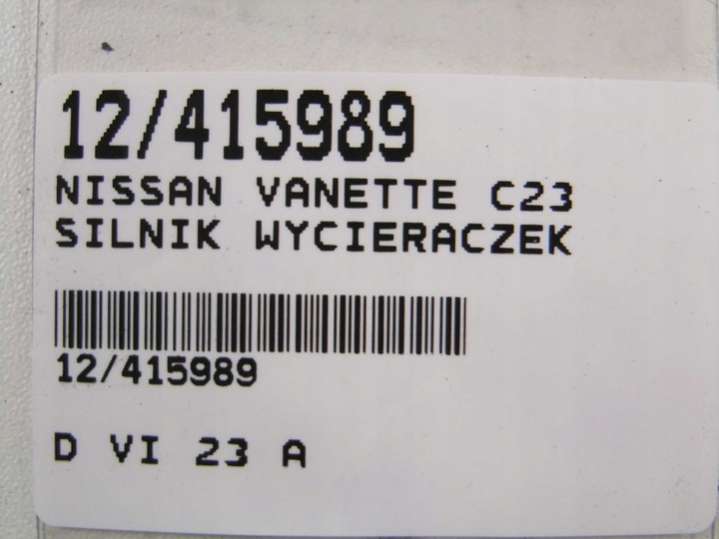 12/415989
NISSAN VANETTE C23
SILNIK WYCIERACZEK
12/415989
D VI 23 A